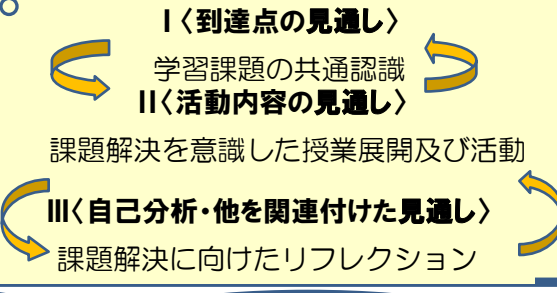 Ⅰ〈到達点の見通し〉
学習課題の共通認識
Ⅱ〈活動内容の見通し〉
課題解決を意識した授業展開及び活動
Ⅲ〈自己分析・他を関連付けた見通し〉
課題解決に向けたリフレクション